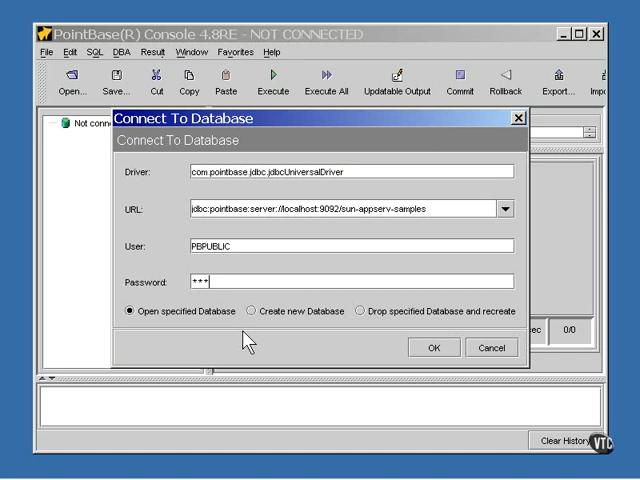 PointBase(R) Console 4.8RE - NOT CONNECTED
File Edit SQL DBA Result Window Favorites Help
Open... Save... Cut Copy Paste Execute Execute All Updatable Output Commit Rollback Export...
Not conn
Connect To Database
Connect To Database
Driver: com.pointbase.jdbc.jdbcUniversalDriver
URL: jdbc:pointbase:server://localhost:9092/sun-appserv-samples
User: PBPUBLIC
Password: ***
Open specified Database Create new Database Drop specified Database and recreate
ec 0/0
OK Cancel
Clear History
VTC